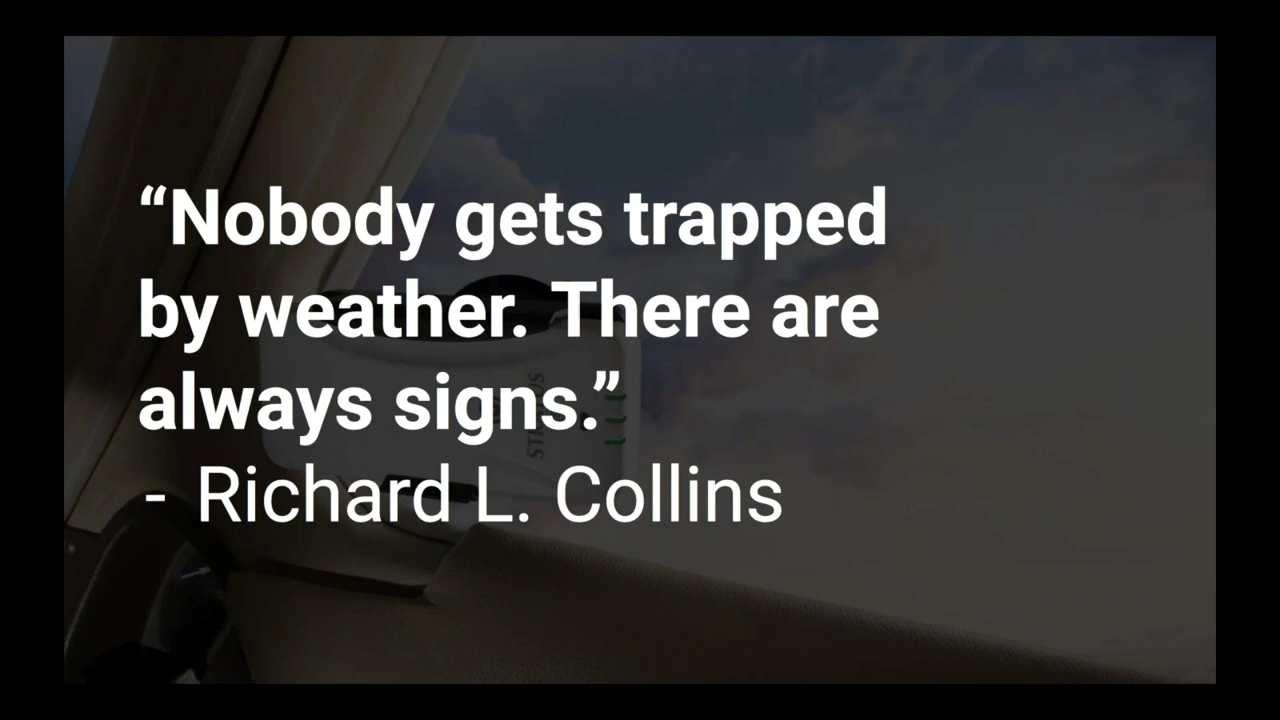 “Nobody gets trapped
by weather. There are
always signs.”
- Richard L. Collins